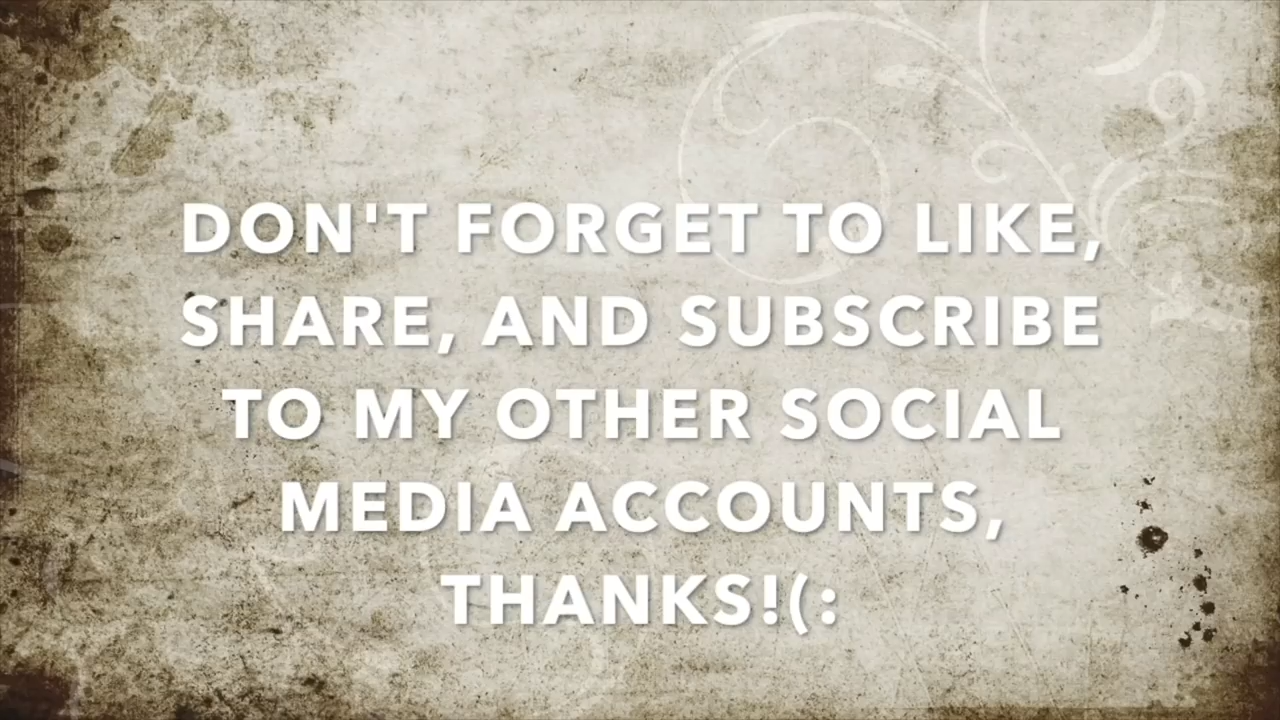 DON'T FORGET TO LIKE,
SHARE, AND SUBSCRIBE
TO MY OTHER SOCIAL
MEDIA ACCOUNTS,
THANKS!(: